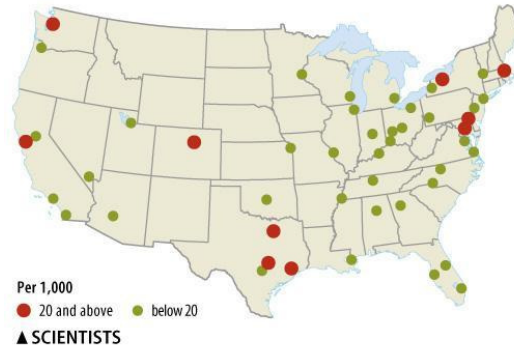 Per 1,000
20 and above below 20
▲ SCIENTISTS